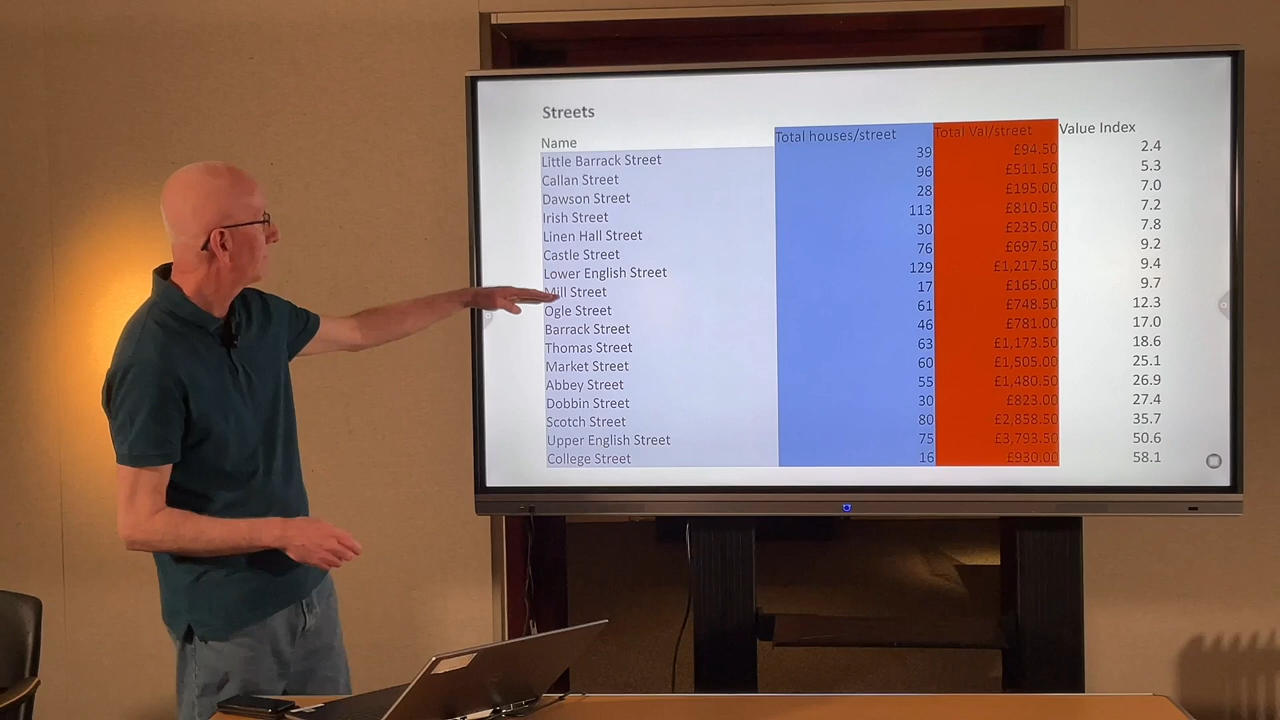 Streets
Name Total houses/street Total Val/street Value Index
Little Barrack Street 39 £94.50 2.4
Callan Street 96 £511.50 5.3
Dawson Street 28 £195.00 7.0
Irish Street 113 £810.50 7.2
Linen Hall Street 30 £235.00 7.8
Castle Street 76 £697.50 9.2
Lower English Street 129 £1,217.50 9.4
Mill Street 17 £165.00 9.7
Ogle Street 61 £748.50 12.3
Barrack Street 46 £781.00 17.0
Thomas Street 63 £1,173.50 18.6
Market Street 60 £1,505.00 25.1
Abbey Street 55 £1,480.50 26.9
Dobbin Street 30 £823.00 27.4
Scotch Street 80 £2,858.50 35.7
Upper English Street 75 £3,793.50 50.6
College Street 16 £930.00 58.1